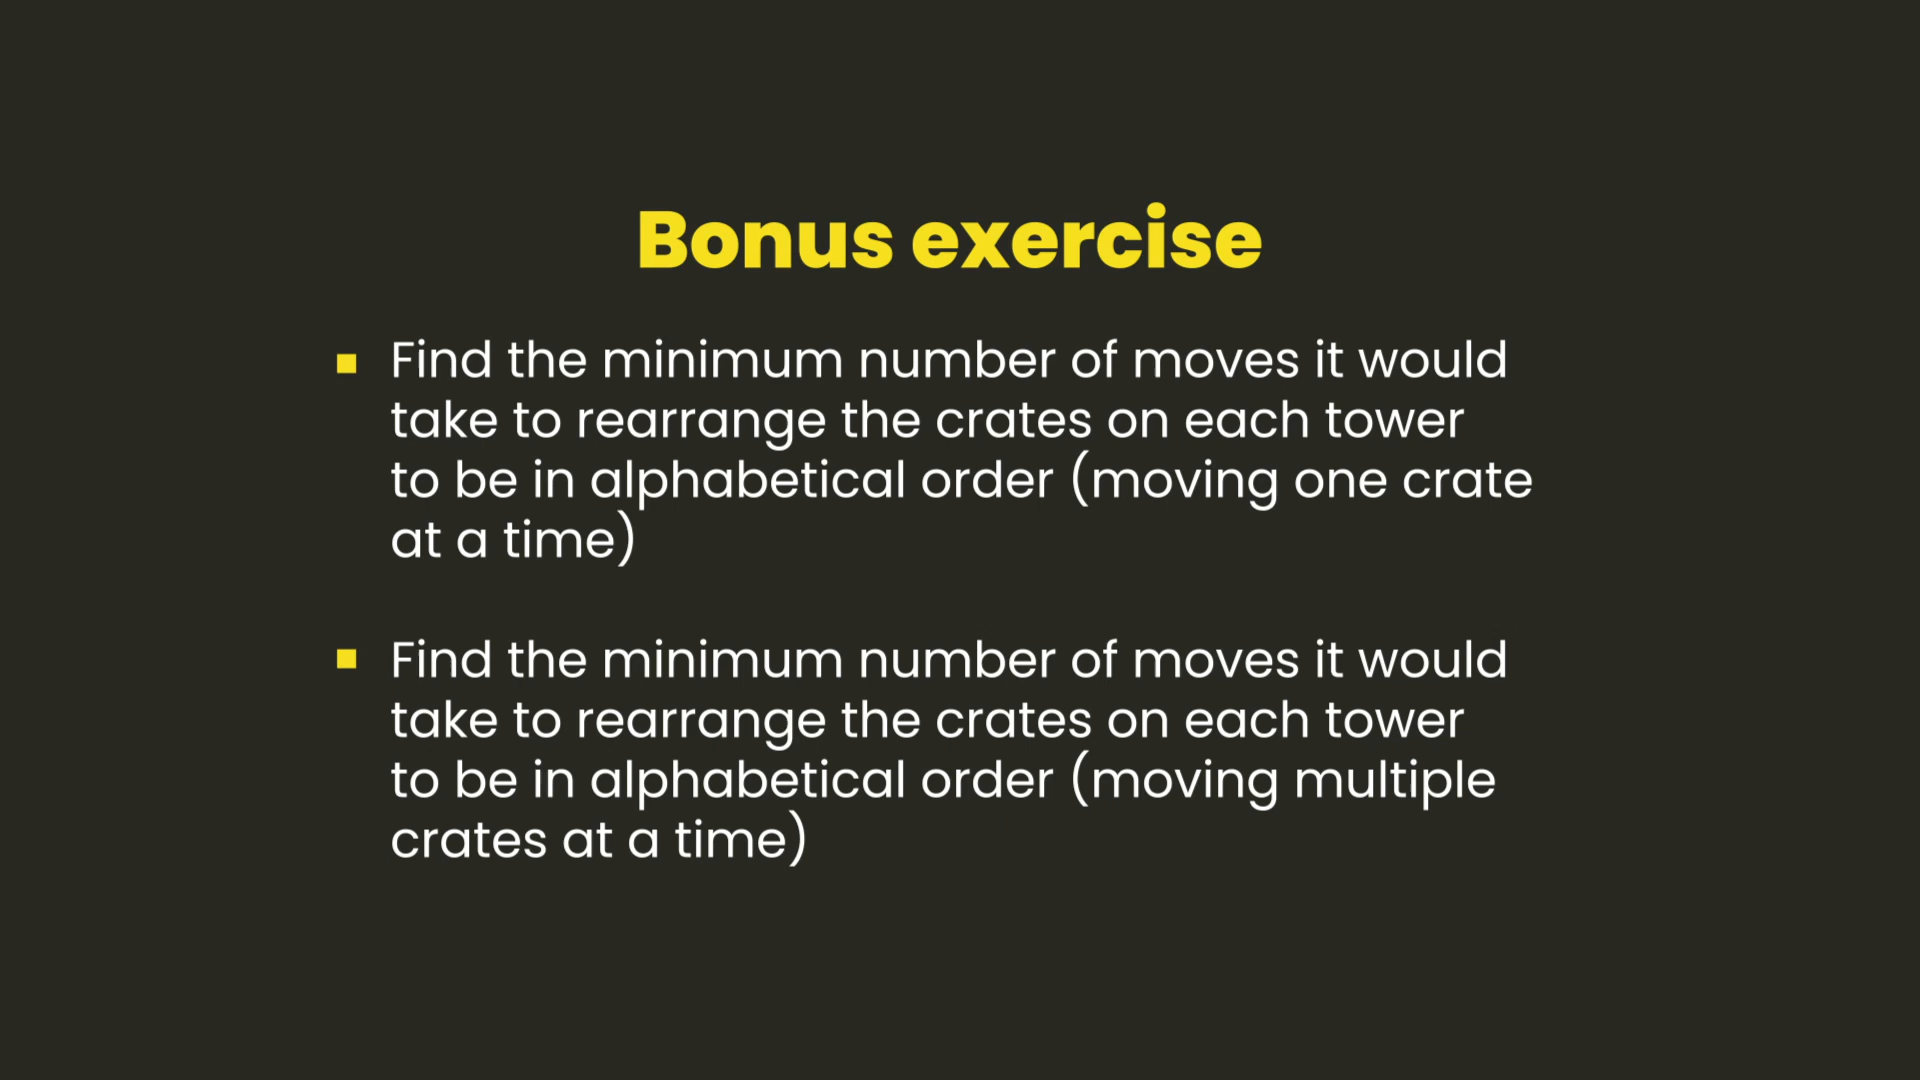 Bonus exercise
Find the minimum number of moves it would
take to rearrange the crates on each tower
to be in alphabetical order (moving one crate
at a time)
Find the minimum number of moves it would
take to rearrange the crates on each tower
to be in alphabetical order (moving multiple
crates at a time)